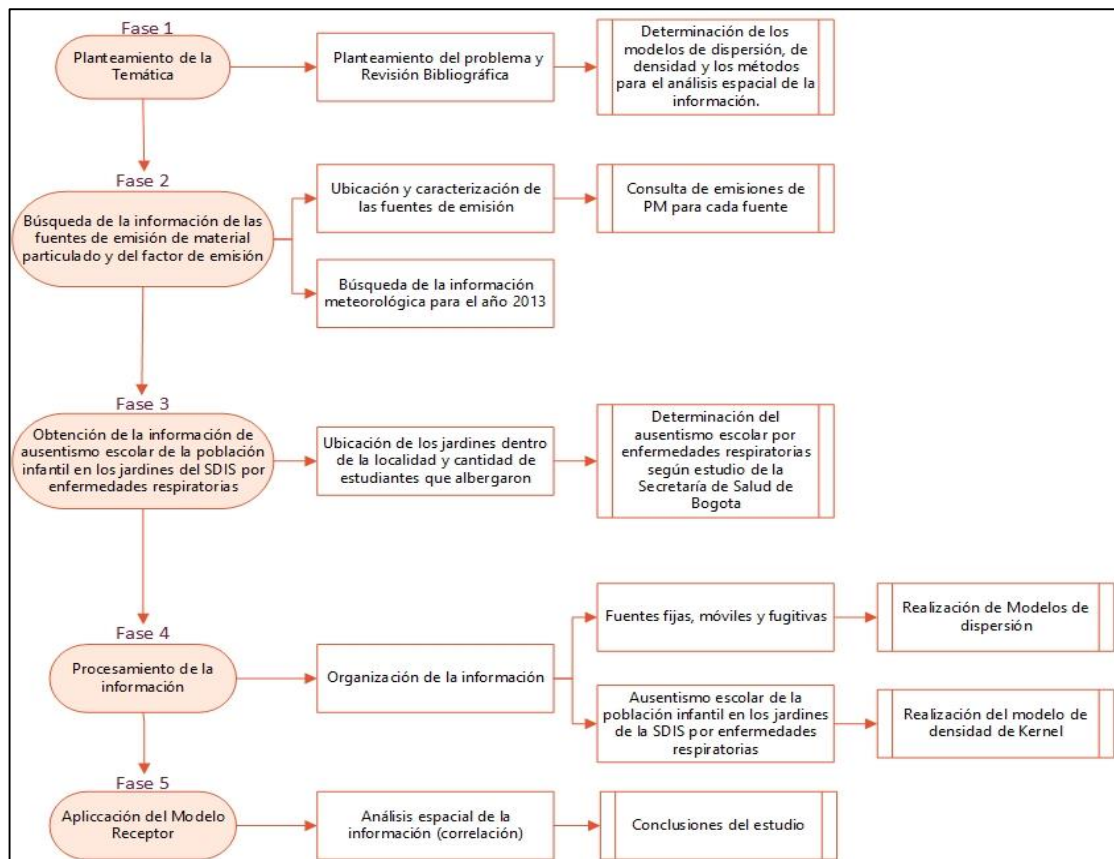 Fase 1
Planteamiento de la
Temática
Planteamiento del problema y
Revisión Bibliográfica
Determinación de los
modelos de dispersión, de
densidad y los métodos
para el análisis espacial de la
información.
Fase 2
Búsqueda de la información de las
fuentes de emisión de material
particulado y del factor de emisión
Ubicación y caracterización de
las fuentes de emisión
Consulta de emisiones de
PM para cada fuente
Búsqueda de la información
meteorológica para el año 2013
Fase 3
Obtención de la información de
ausentismo escolar de la población
infantil en los jardines del SDIS por
enfermedades respiratorias
Ubicación de los jardines dentro
de la localidad y cantidad de
estudiantes que albergaron
Determinación del
ausentismo escolar por
enfermedades respiratorias
según estudio de la
Secretaría de Salud de
Bogota
Fase 4
Procesamiento de la
información
Organización de la información
Fuentes fijas, móviles y fugitivas
Realización de Modelos de
dispersión
Ausentismo escolar de la
población infantil en los jardines
de la SDIS por enfermedades
respiratorias
Realización del modelo de
densidad de Kernel
Fase 5
Apliccación del Modelo
Receptor
Análisis espacial de la
información (correlación)
Conclusiones del estudio